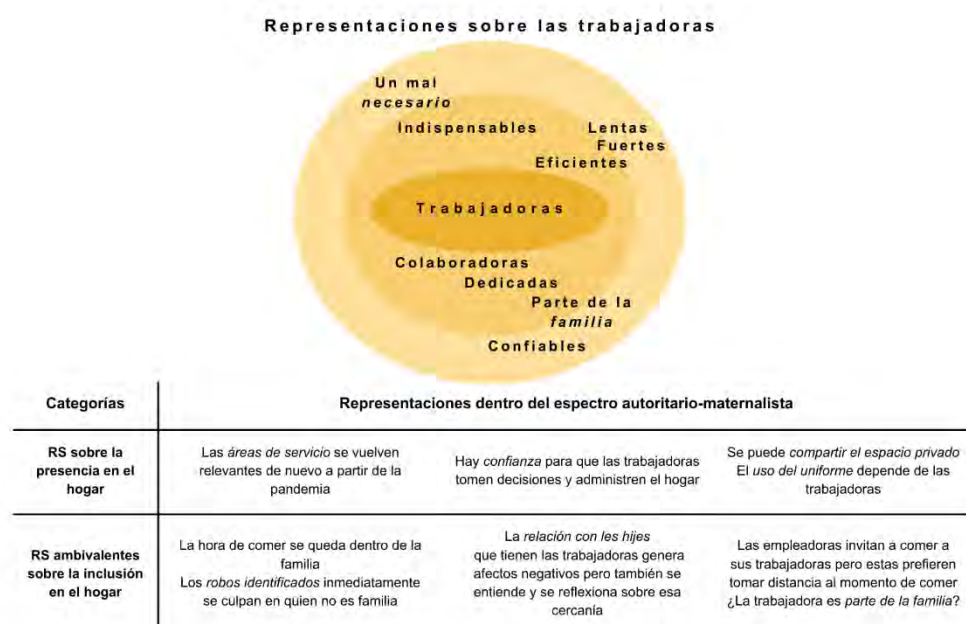 Representaciones sobre las trabajadoras
Un mal
necesario
Indispensables
Lentas
Fuertes
Eficientes
Trabajadoras
Colaboradoras
Dedicadas
Parte de la
familia
Confiables
Categorías
Representaciones dentro del espectro autoritario-maternalista
RS sobre la
presencia en el
hogar
Las áreas de servicio se vuelven
relevantes de nuevo a partir de la
pandemia
Hay confianza para que las trabajadoras
tomen decisiones y administren el hogar
Se puede compartir el espacio privado
El uso del uniforme depende de las
trabajadoras
RS ambivalentes
sobre la inclusión
en el hogar
La hora de comer se queda dentro de la
familia
Los robos identificados inmediatamente
se culpan en quien no es familia
La relación con les hijes
que tienen las trabajadoras genera
afectos negativos pero también se
entiende y se reflexiona sobre esa
cercanía
Las empleadoras invitan a comer a
sus trabajadoras pero estas prefieren
tomar distancia al momento de comer
¿La trabajadora es parte de la familia?